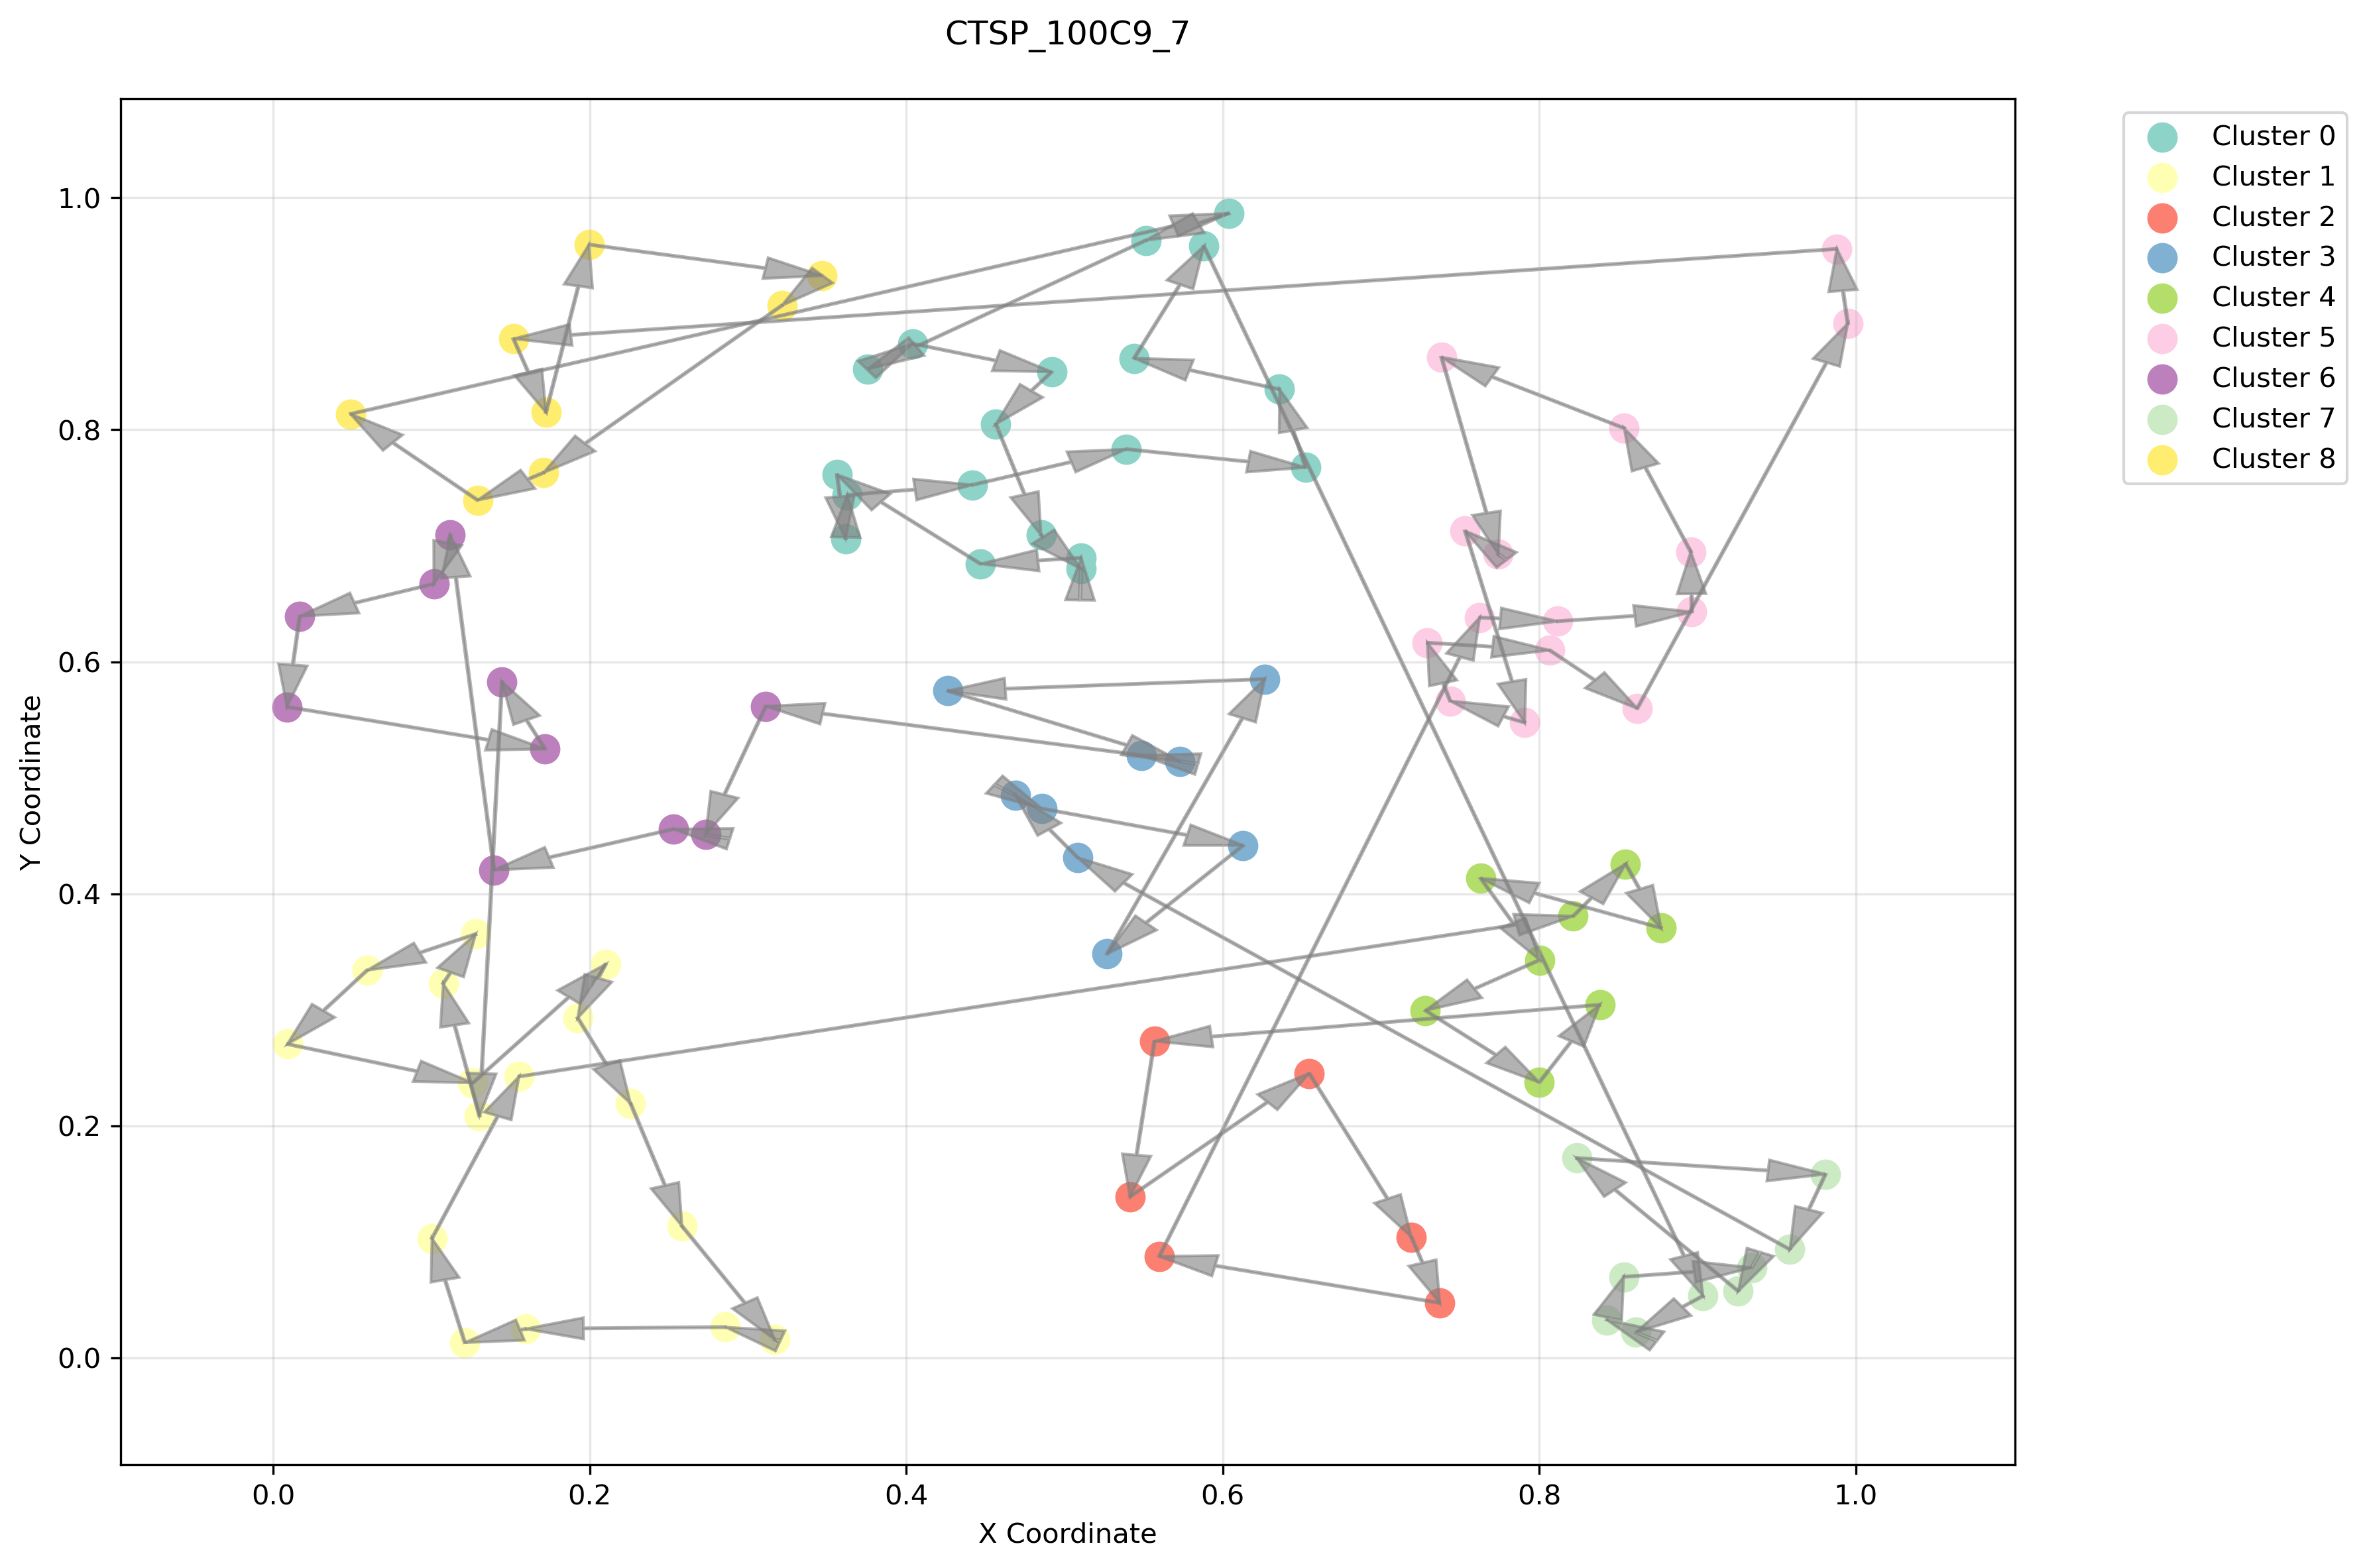 CTSP_100C9_7
Cluster 0
Cluster 1
Cluster 2
Cluster 3
Cluster 4
Cluster 5
Cluster 6
Cluster 7
Cluster 8
Y Coordinate
1.0
0.8
0.6
0.4
0.2
0.0
0.0 0.2 0.4 0.6 0.8 1.0
X Coordinate